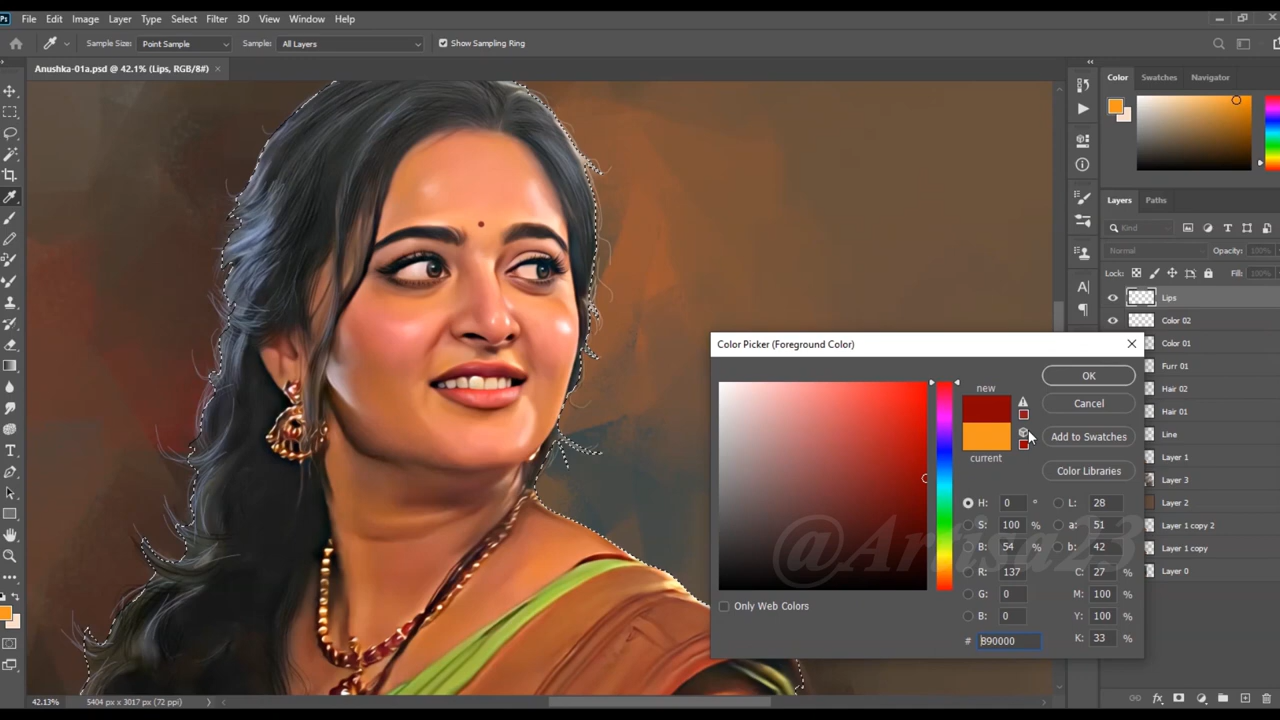 Ps File Edit Image Layer Type Select Filter 3D View Window Help
Sample Size: Point Sample Sample: All Layers Show Sampling Ring
Anushka-01a.psd @ 42.1% (Lips, RGB/8#) ×
Color Swatches Navigator
Layers Paths
Kind
Normal Opacity: 100%
Lock: Fill: 100%
Lips
Color 02
Color 01
Furr 01
Hair 02
Hair 01
Line
Layer 1
Layer 3
Layer 2
Layer 1 copy 2
Layer 1 copy
Layer 0
Color Picker (Foreground Color)
new
current
OK
Cancel
Add to Swatches
Color Libraries
H: 0 ° L: 28
S: 100 % a: 51
B: 54 % b: 42
R: 137 C: 27 %
G: 0 M: 100 %
B: 0 Y: 100 %
# 890000 K: 33 %
Only Web Colors
42.13% 5404 px x 3017 px (72 ppi)